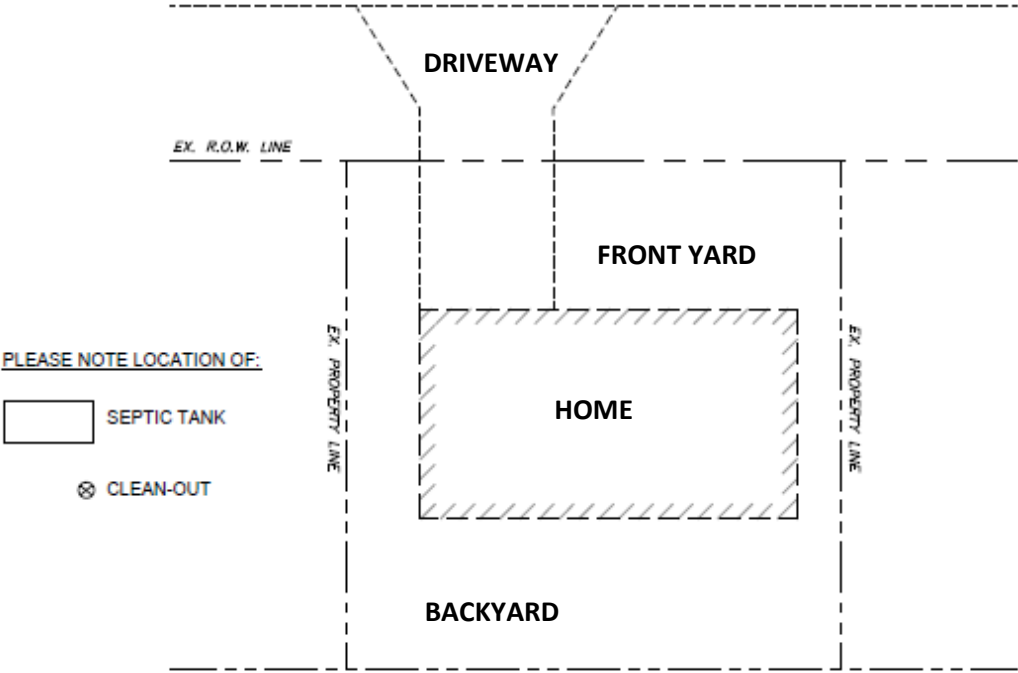 DRIVEWAY
EX. R.O.W. LINE
FRONT YARD
EX. PROPERTY LINE
EX. PROPERTY LINE
PLEASE NOTE LOCATION OF:
SEPTIC TANK
CLEAN-OUT
HOME
BACKYARD